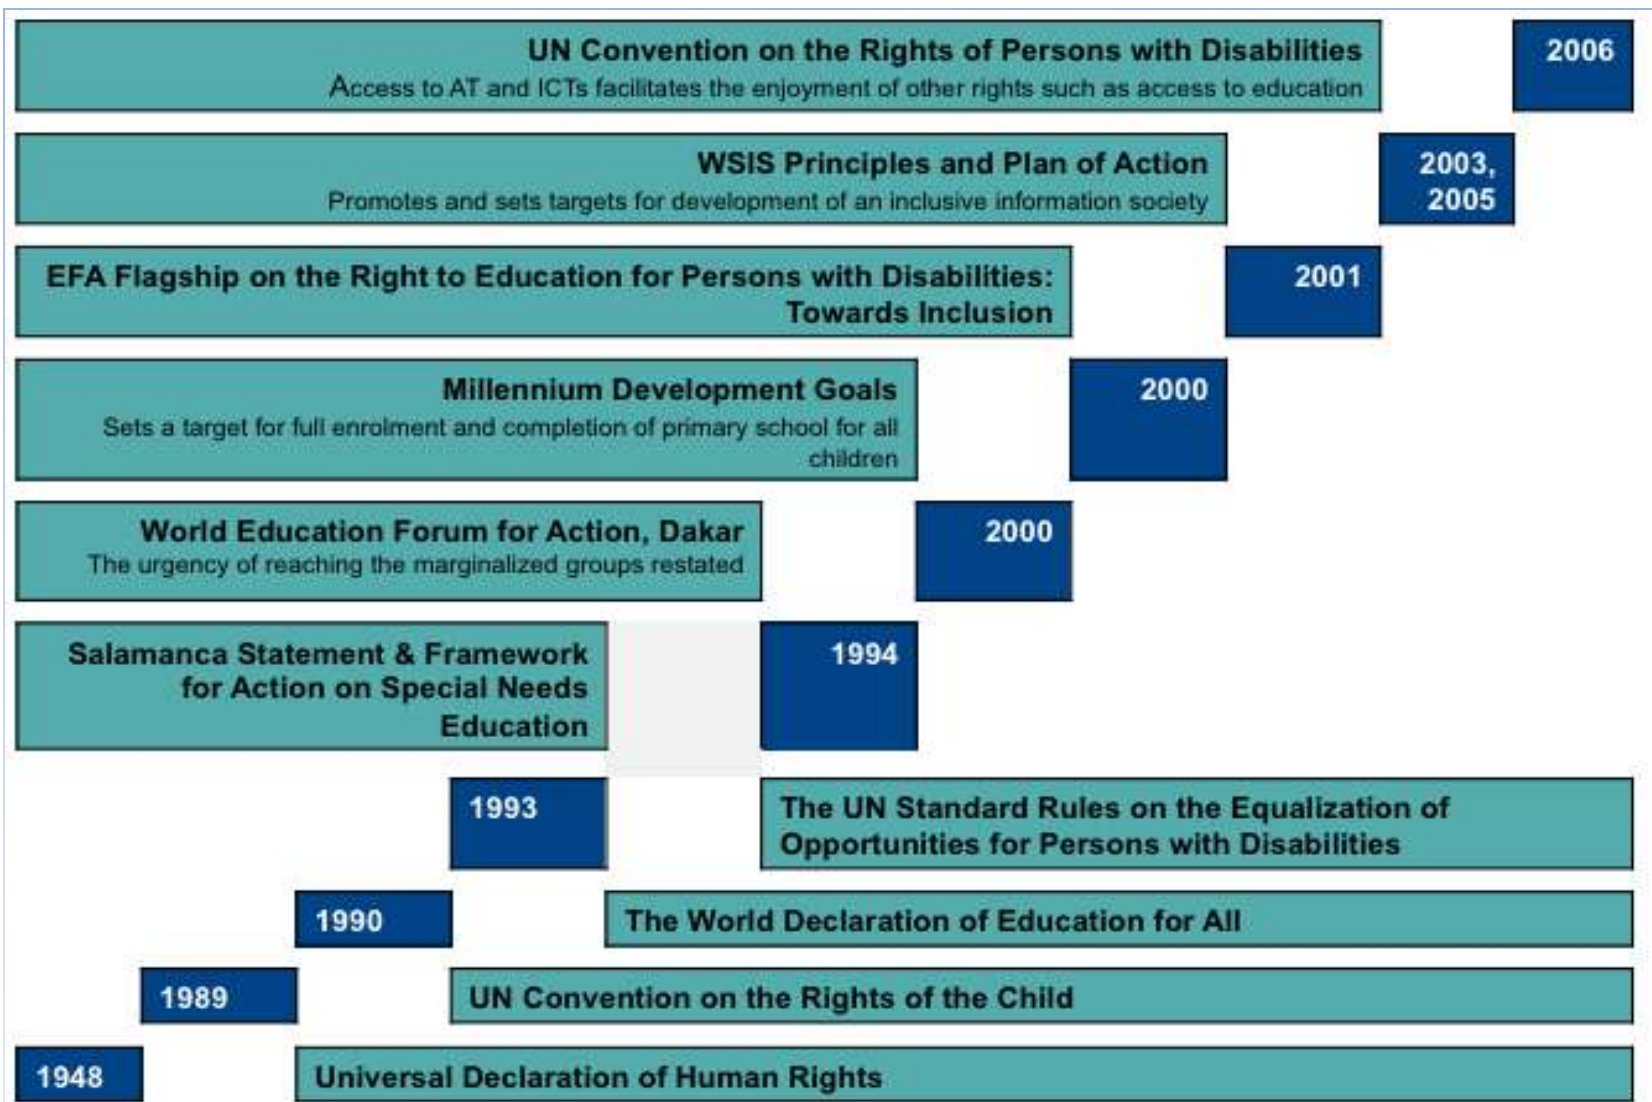 UN Convention on the Rights of Persons with Disabilities
Access to AT and ICTs facilitates the enjoyment of other rights such as access to education
2006
WSIS Principles and Plan of Action
Promotes and sets targets for development of an inclusive information society
2003,
2005
EFA Flagship on the Right to Education for Persons with Disabilities:
Towards Inclusion
2001
Millennium Development Goals
Sets a target for full enrolment and completion of primary school for all
children
2000
World Education Forum for Action, Dakar
The urgency of reaching the marginalized groups restated
2000
Salamanca Statement & Framework
for Action on Special Needs
Education
1994
1993
The UN Standard Rules on the Equalization of
Opportunities for Persons with Disabilities
1990
The World Declaration of Education for All
1989
UN Convention on the Rights of the Child
1948
Universal Declaration of Human Rights